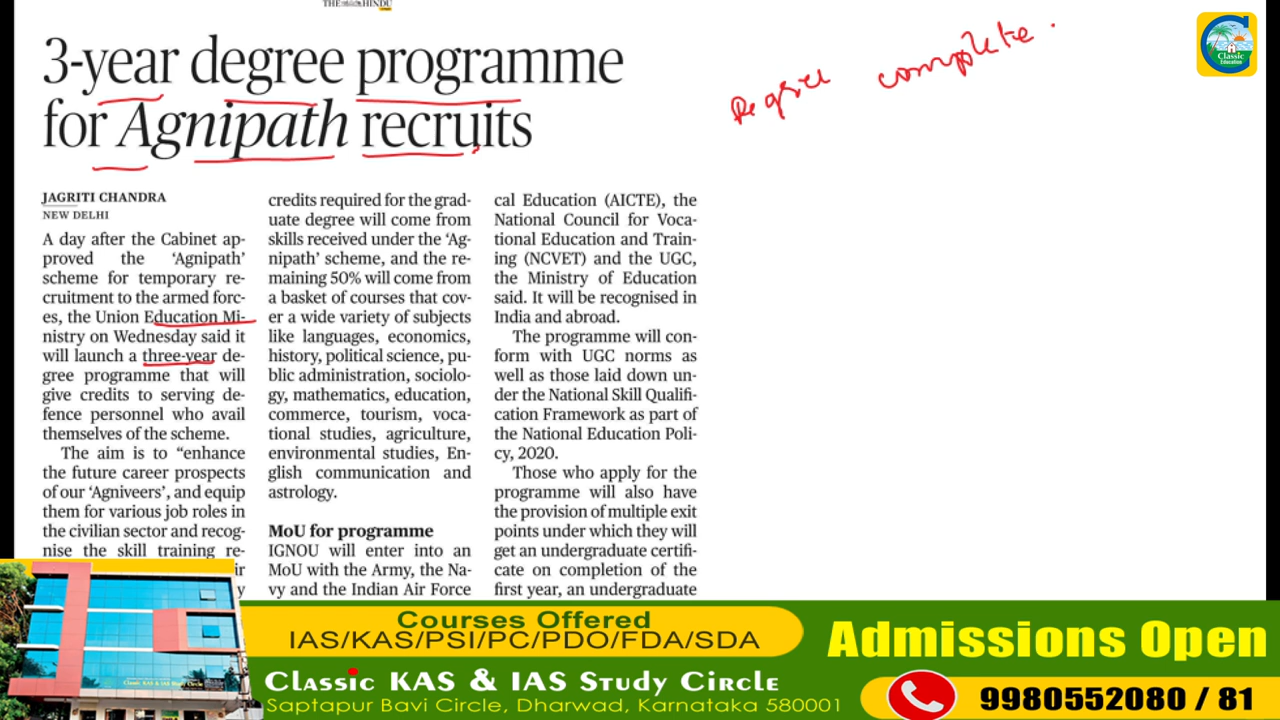 THE HINDU
3-year degree programme
for Agnipath recruits
Degree complete.
Classic
Education
JAGRITI CHANDRA
NEW DELHI
A day after the Cabinet ap-
proved the ‘Agnipath’
scheme for temporary re-
cruitment to the armed forc-
es, the Union Education Mi-
nistry on Wednesday said it
will launch a three-year de-
gree programme that will
give credits to serving de-
fence personnel who avail
themselves of the scheme.
The aim is to “enhance
the future career prospects
of our ‘Agniveers’, and equip
them for various job roles in
the civilian sector and recog-
nise the skill training re-
ir
y
credits required for the grad-
uate degree will come from
skills received under the ‘Ag-
nipath’ scheme, and the re-
maining 50% will come from
a basket of courses that cov-
er a wide variety of subjects
like languages, economics,
history, political science, pu-
blic administration, sociolo-
gy, mathematics, education,
commerce, tourism, voca-
tional studies, agriculture,
environmental studies, En-
glish communication and
astrology.
MoU for programme
IGNOU will enter into an
MoU with the Army, the Na-
vy and the Indian Air Force
cal Education (AICTE), the
National Council for Voca-
tional Education and Train-
ing (NCVET) and the UGC,
the Ministry of Education
said. It will be recognised in
India and abroad.
The programme will con-
form with UGC norms as
well as those laid down un-
der the National Skill Qualifi-
cation Framework as part of
the National Education Poli-
cy, 2020.
Those who apply for the
programme will also have
the provision of multiple exit
points under which they will
get an undergraduate certifi-
cate on completion of the
first year, an undergraduate
Courses Offered
IAS/KAS/PSI/PC/PDO/FDA/SDA
Classic KAS & IAS Study Circle
Saptapur Bavi Circle, Dharwad, Karnataka 580001
Admissions Open
9980552080 / 81